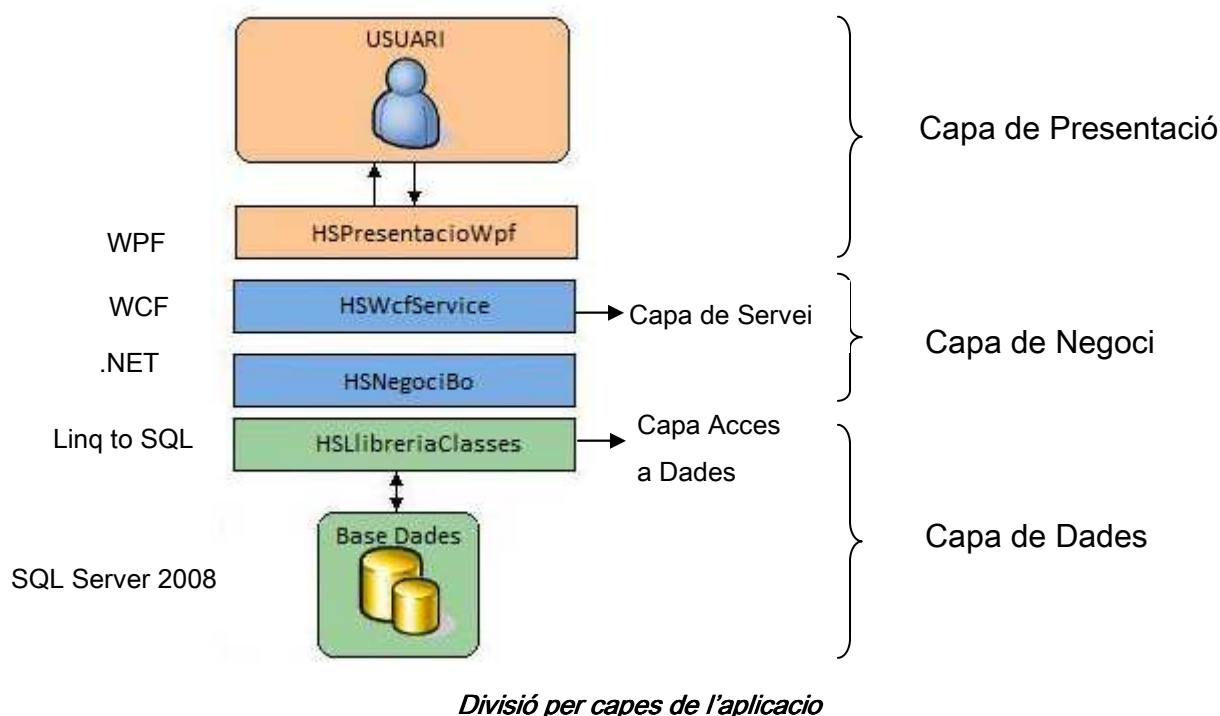 USUARI
Capa de Presentació
WPF
HSPresentacioWpf
WCF
HSWcfService
Capa de Servei
Capa de Negoci
.NET
HSNegociBo
Linq to SQL
HSLlibreriaClasses
Capa Acces
a Dades
Base Dades
Capa de Dades
SQL Server 2008
Divisió per capes de l'aplicacio